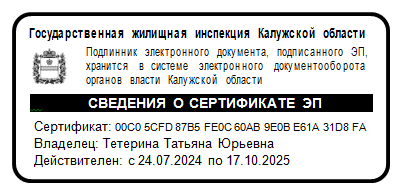 Государственная жилищная инспекция Калужской области
Подлинник электронного документа, подписанного ЭП,
хранится в системе электронного документооборота
органов власти Калужской области
СВЕДЕНИЯ О СЕРТИФИКАТЕ ЭП
Сертификат: 00C0 5CFD 87B5 FE0C 60AB 9E0B E61A 31D8 FA
Владелец: Тетерина Татьяна Юрьевна
Действителен: с 24.07.2024 по 17.10.2025